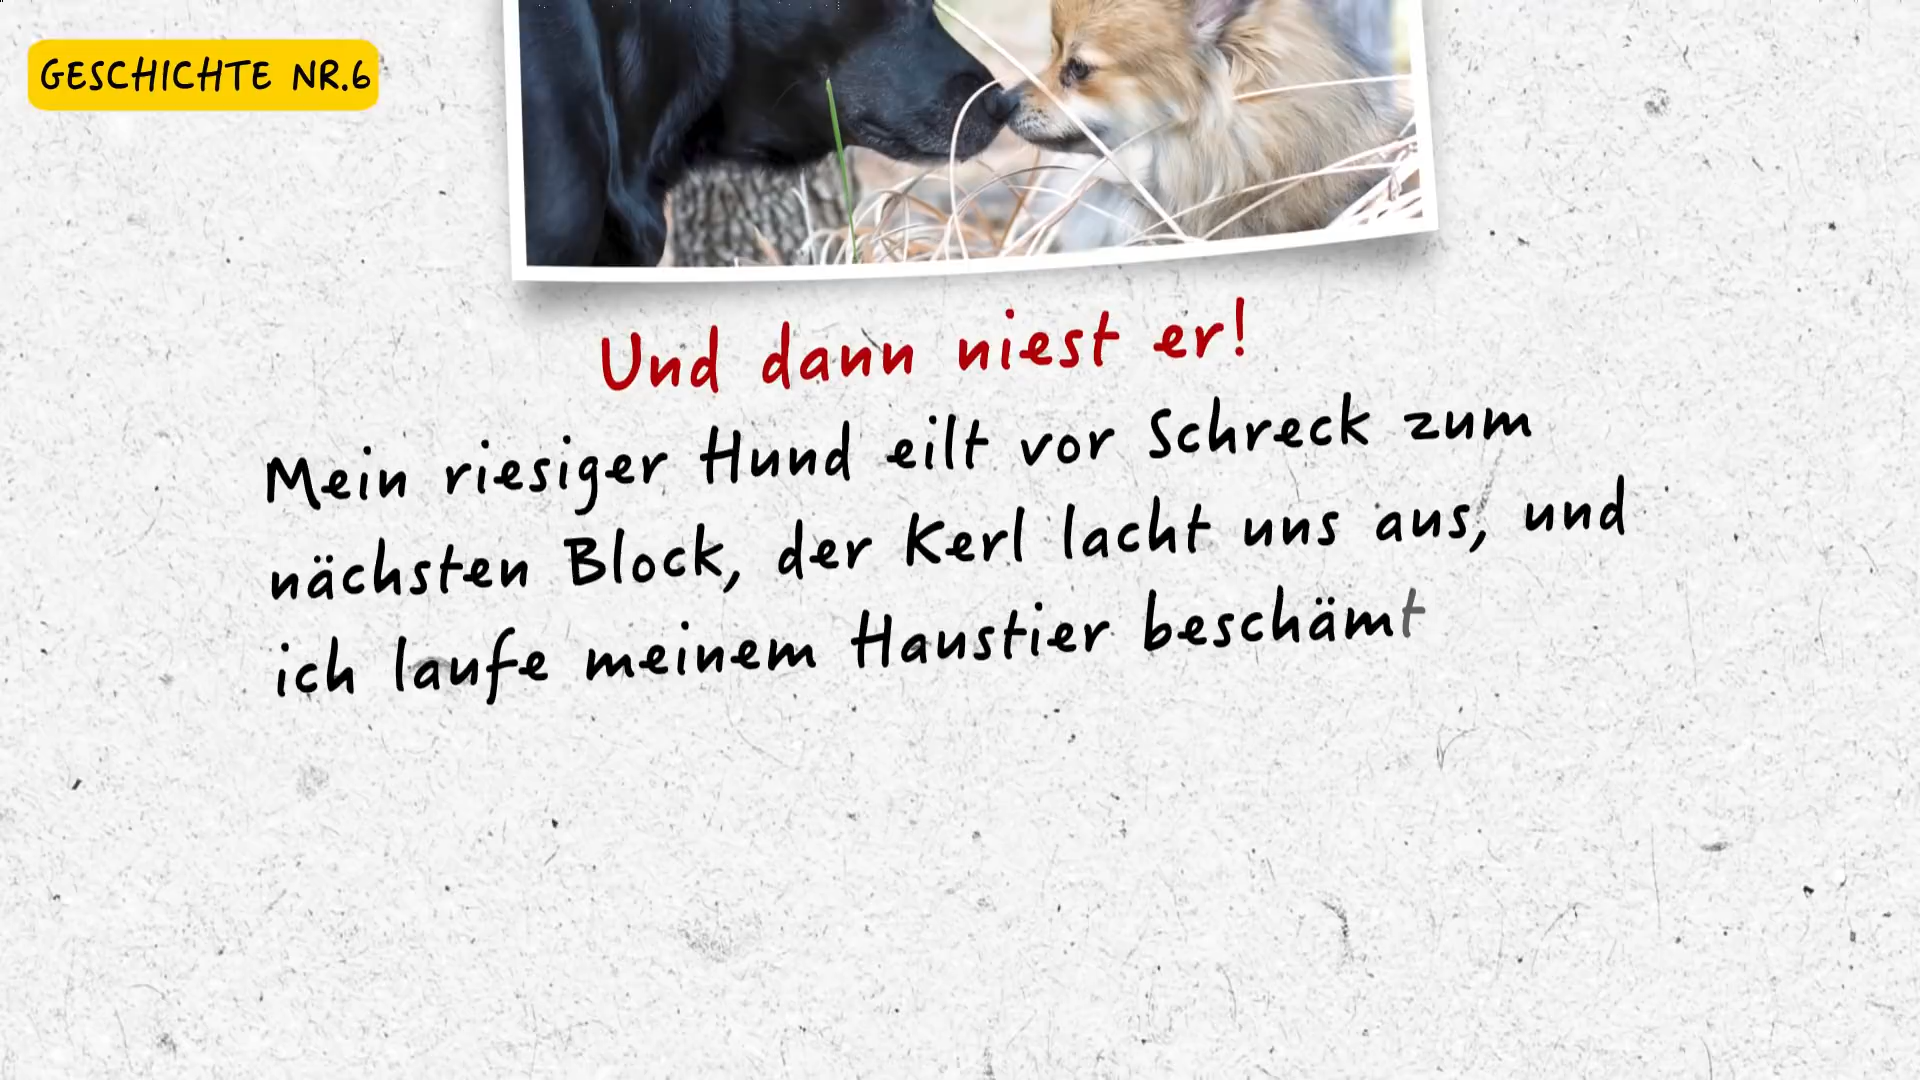 GESCHICHTE NR.6
Und dann niest er!
Mein riesiger Hund eilt vor Schreck zum
nächsten Block, der Kerl lacht uns aus, und
ich laufe meinem Haustier beschämt